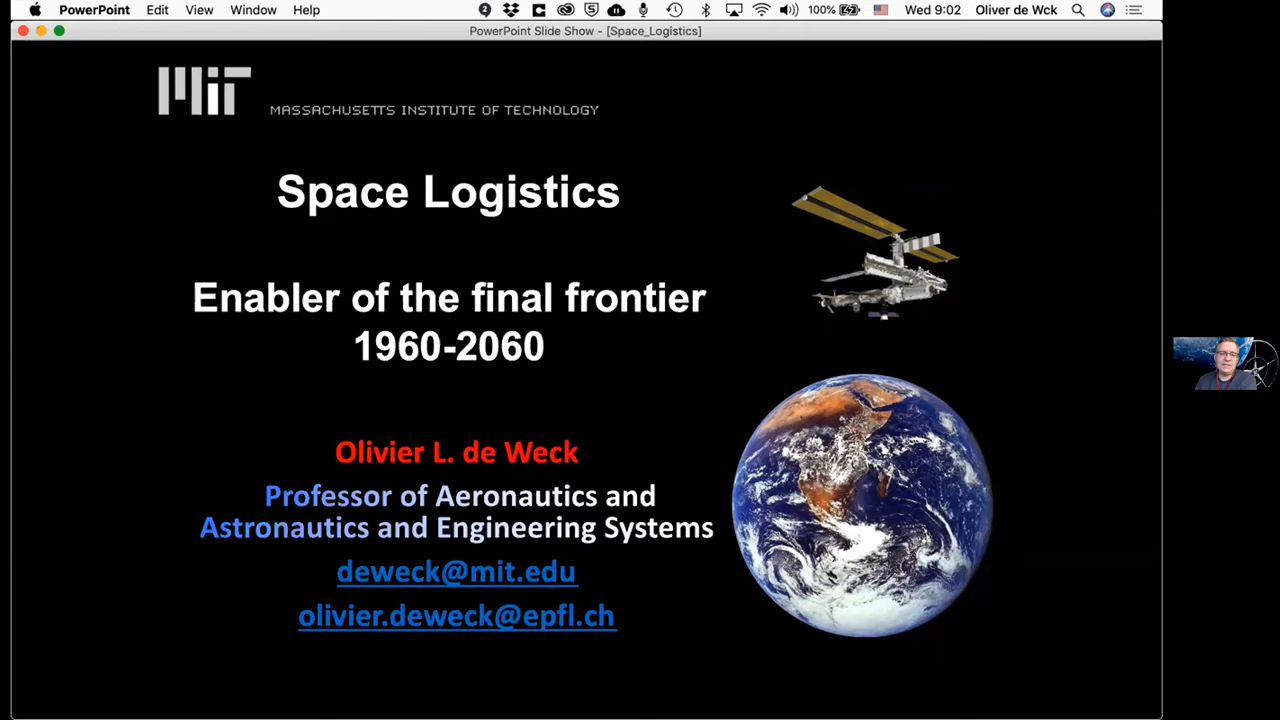 PowerPoint Edit View Window Help 100% Wed 9:02 Oliver de Wck
PowerPoint Slide Show - [Space_Logistics]
MIT
MASSACHUSETTS INSTITUTE OF TECHNOLOGY
Space Logistics
Enabler of the final frontier
1960-2060
Olivier L. de Weck
Professor of Aeronautics and
Astronautics and Engineering Systems
deweck@mit.edu
olivier.deweck@epfl.ch